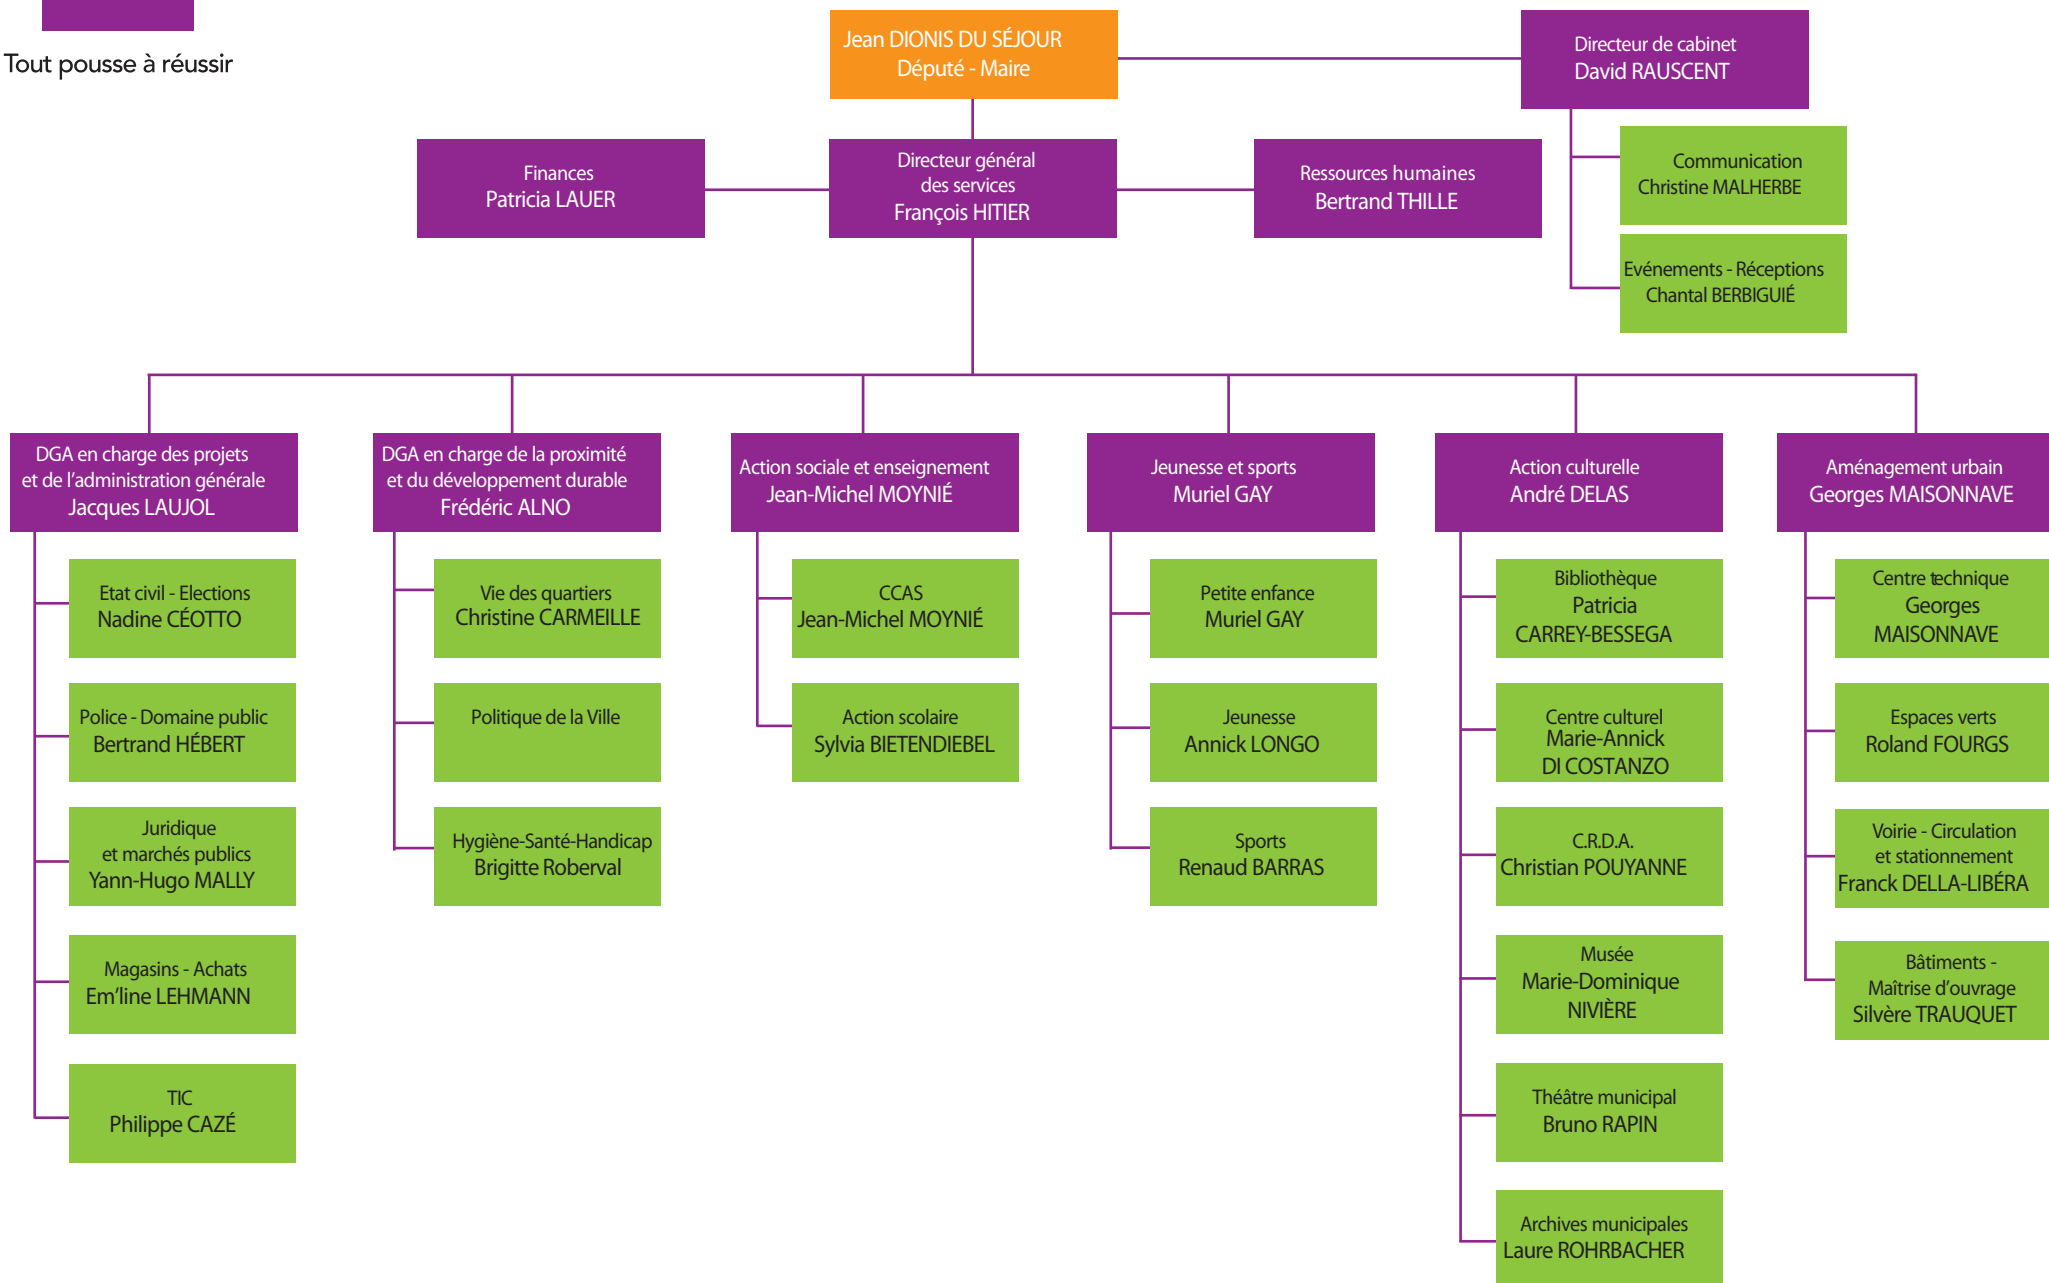 Tout pousse à réussir
Jean DIONIS DU SÉJOUR
Député - Maire
Directeur de cabinet
David RAUSCENT
Communication
Christine MALHERBE
Evénements - Réceptions
Chantal BERBIGUIÉ
Finances
Patricia LAUER
Directeur général
des services
François HITIER
Ressources humaines
Bertrand THILLE
DGA en charge des projets
et de l'administration générale
Jacques LAUJOL
Etat civil - Elections
Nadine CÉOTTO
Police - Domaine public
Bertrand HÉBERT
Juridique
et marchés publics
Yann-Hugo MALLY
Magasins - Achats
Em'line LEHMANN
TIC
Philippe CAZÉ
DGA en charge de la proximité
et du développement durable
Frédéric ALNO
Vie des quartiers
Christine CARMEILLE
Politique de la Ville
Hygiène-Santé-Handicap
Brigitte Roberval
Action sociale et enseignement
Jean-Michel MOYNIÉ
CCAS
Jean-Michel MOYNIÉ
Action scolaire
Sylvia BIETENDIEBEL
Jeunesse et sports
Muriel GAY
Petite enfance
Muriel GAY
Jeunesse
Annick LONGO
Sports
Renaud BARRAS
Action culturelle
André DELAS
Bibliothèque
Patricia
CARREY-BESSEGA
Centre culturel
Marie-Annick
DI COSTANZO
C.R.D.A.
Christian POUYANNE
Musée
Marie-Dominique
NIVIÈRE
Théâtre municipal
Bruno RAPIN
Archives municipales
Laure ROHRBACHER
Aménagement urbain
Georges MAISONNAVE
Centre technique
Georges
MAISONNAVE
Espaces verts
Roland FOURGS
Voirie - Circulation
et stationnement
Franck DELLA-LIBÉRA
Bâtiments -
Maîtrise d'ouvrage
Silvère TRAUQUET